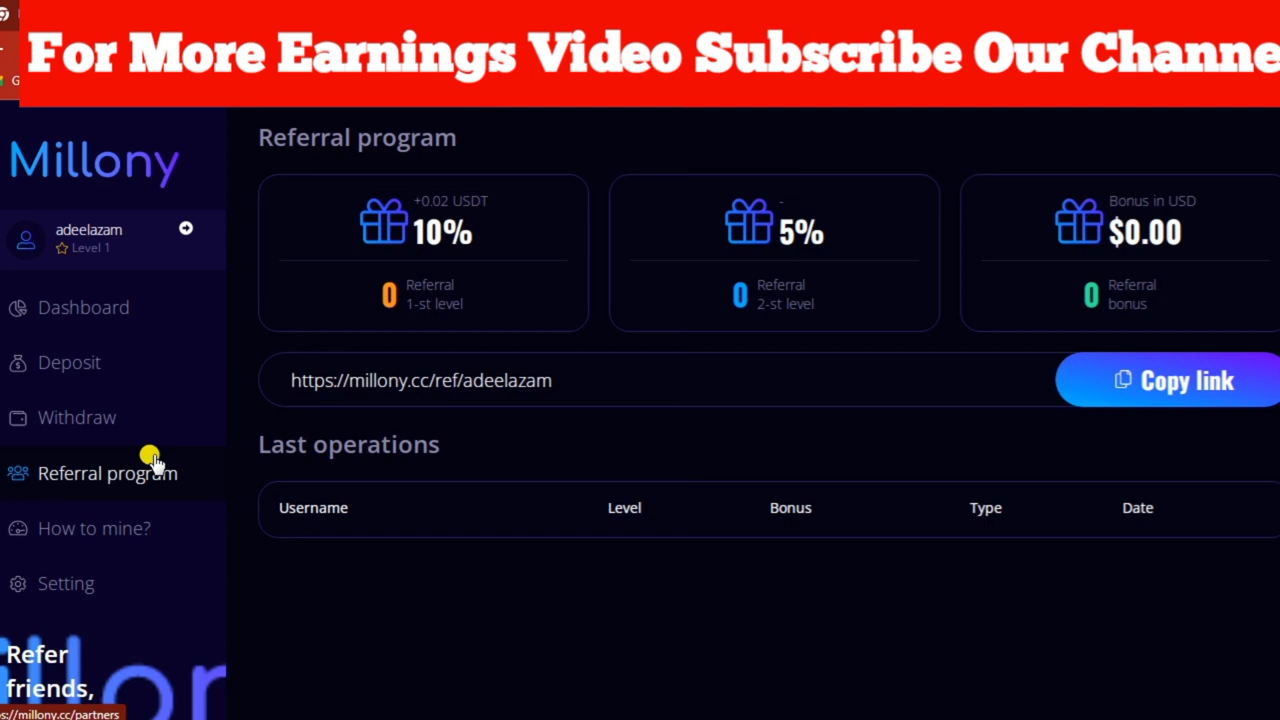 For More Earnings Video Subscribe Our Channe
G
Millony
adeelazam
Level 1
Dashboard
Deposit
Withdraw
Referral program
How to mine?
Setting
Refer
friends,
s://millony.cc/partners
Referral program
+0.02 USDT
10%
0 Referral
1-st level
-
5%
0 Referral
2-st level
Bonus in USD
$0.00
0 Referral
bonus
https://millony.cc/ref/adeelazam
Copy link
Last operations
Username Level Bonus Type Date